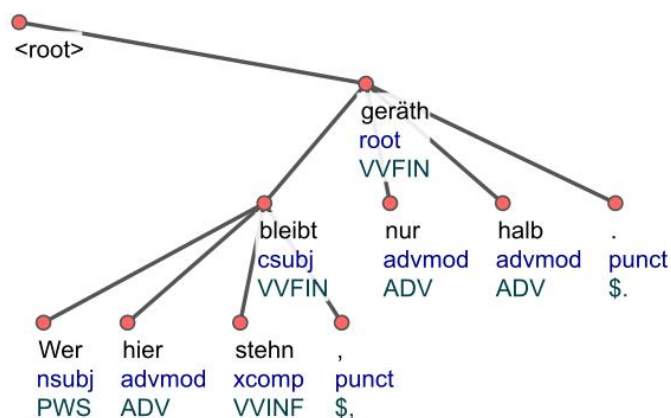 <root>
geräth
root
VVFIN
bleibt nur halb .
csubj advmod advmod punct
VVFIN ADV ADV $.
Wer hier stehn ,
nsubj advmod xcomp punct
PWS ADV VVINF $,